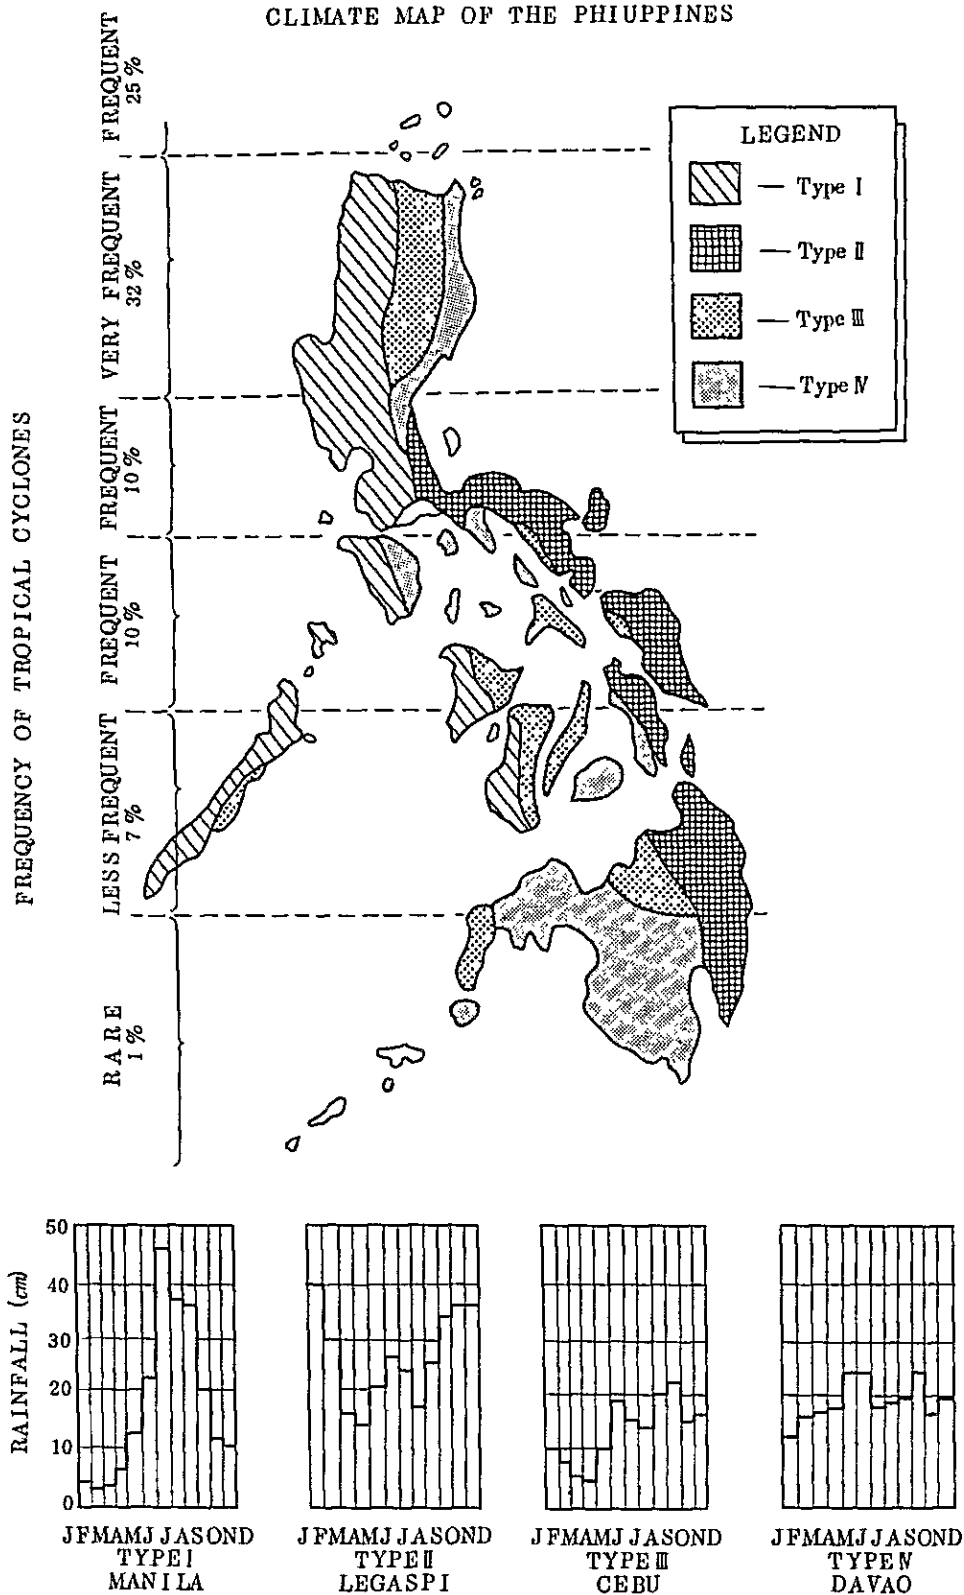 CLIMATE MAP OF THE PHIUPPINES
FREQUENCY OF TROPICAL CYCLONES
FREQUENT
25%
VERY FREQUENT
32%
FREQUENT
10%
FREQUENT
10%
LESS FREQUENT
7%
RARE
1%
LEGEND
— Type I
— Type II
— Type III
— Type IV
RAINFALL (cm)
50
40
30
20
10
0
JFMAMJJASOND
TYPE I
MANILA
JFMAMJJASOND
TYPE II
LEGASPI
JFMAMJJASOND
TYPE III
CEBU
JFMAMJJASOND
TYPE IV
DAVAO